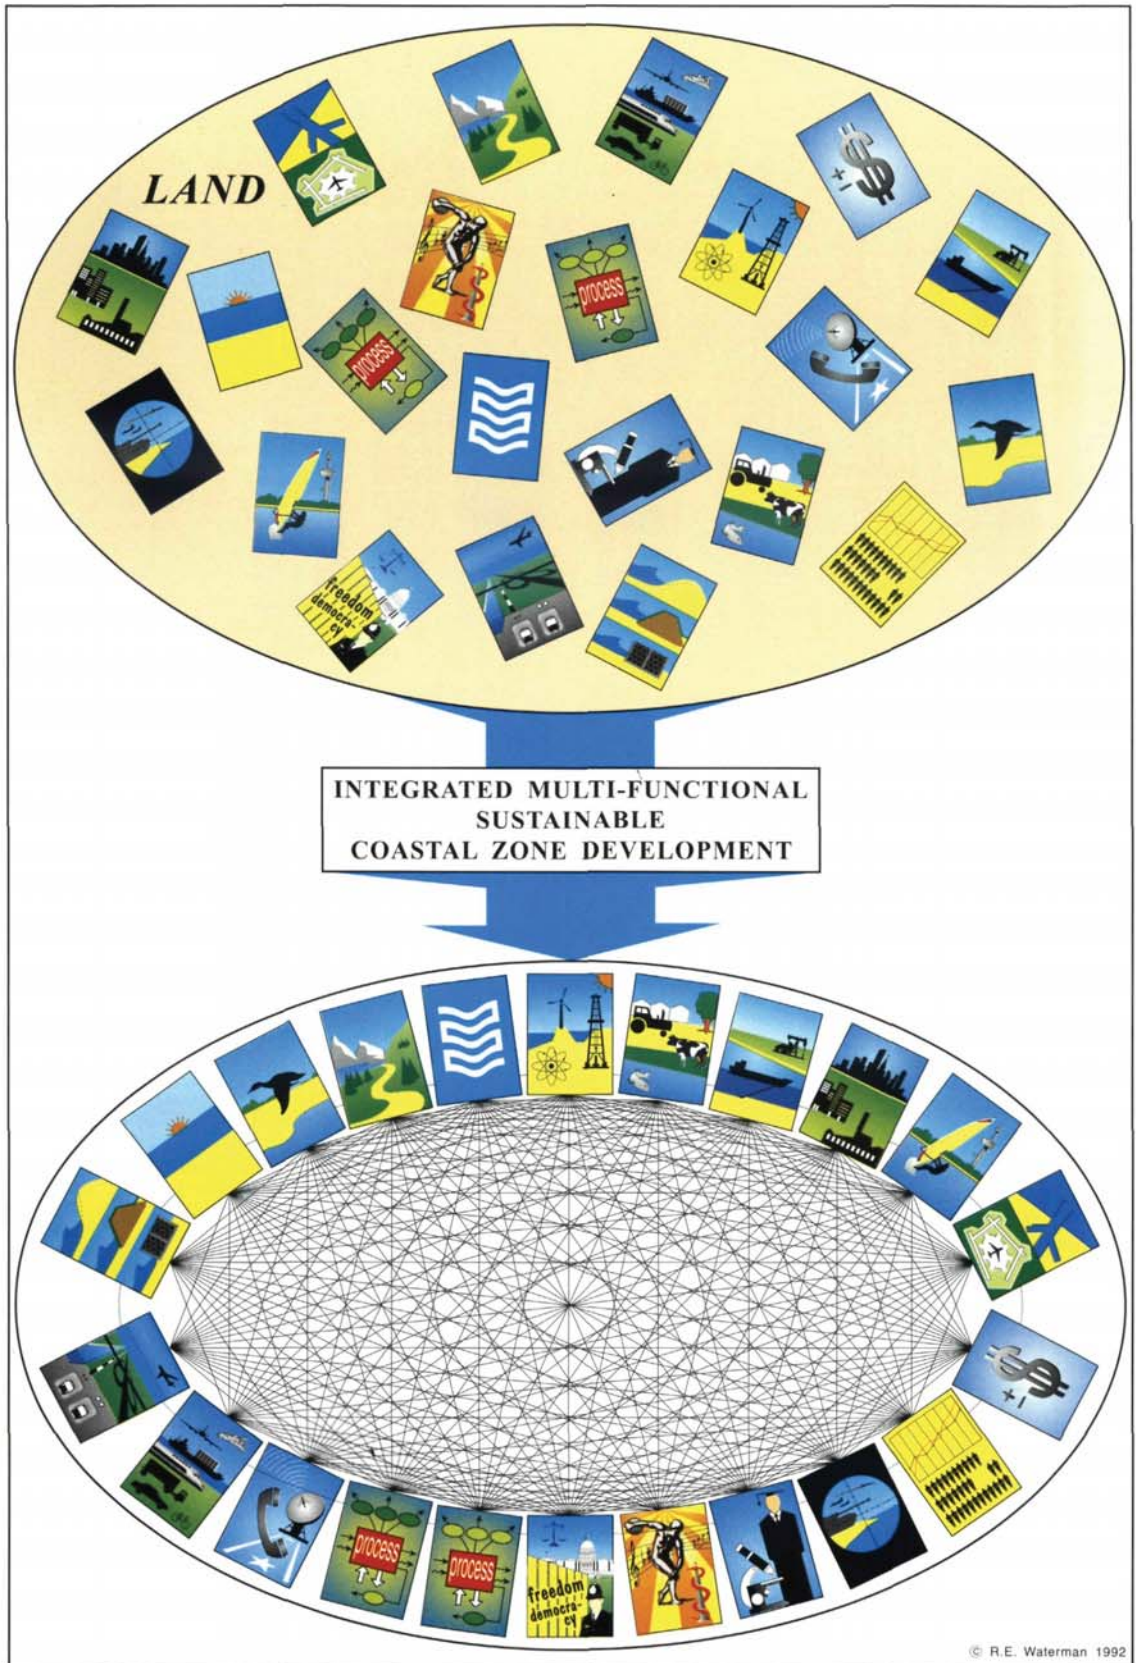 LAND
process
process
freedom
democra-
cy
INTEGRATED MULTI-FUNCTIONAL
SUSTAINABLE
COASTAL ZONE DEVELOPMENT
process
process
freedom
democra-
cy
© R.E. Waterman 1992